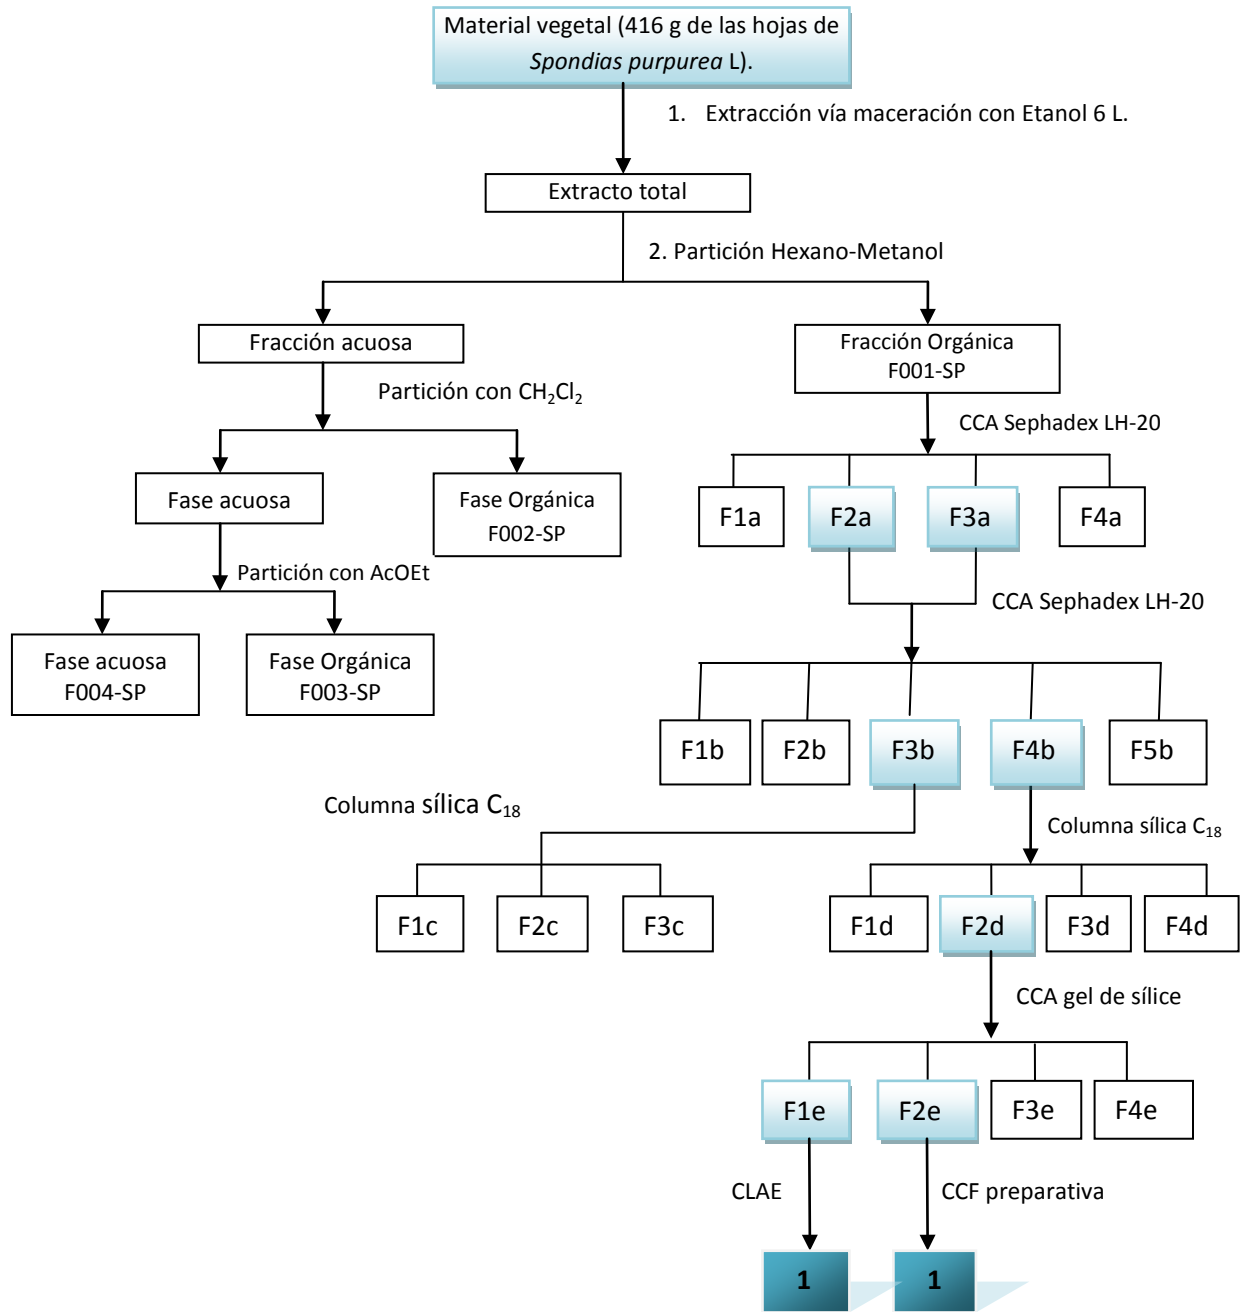 Material vegetal (416 g de las hojas de
Spondias purpurea L).
1. Extracción vía maceración con Etanol 6 L.
Extracto total
2. Partición Hexano-Metanol
Fracción acuosa
Fracción Orgánica
F001-SP
Partición con CH₂Cl₂
CCA Sephadex LH-20
Fase acuosa
Fase Orgánica
F002-SP
F1a
F2a
F3a
F4a
Partición con AcOEt
CCA Sephadex LH-20
Fase acuosa
F004-SP
Fase Orgánica
F003-SP
F1b
F2b
F3b
F4b
F5b
Columna sílica C₁₈
Columna sílica C₁₈
F1c
F2c
F3c
F1d
F2d
F3d
F4d
CCA gel de sílice
F1e
F2e
F3e
F4e
CLAE
CCF preparativa
1
1